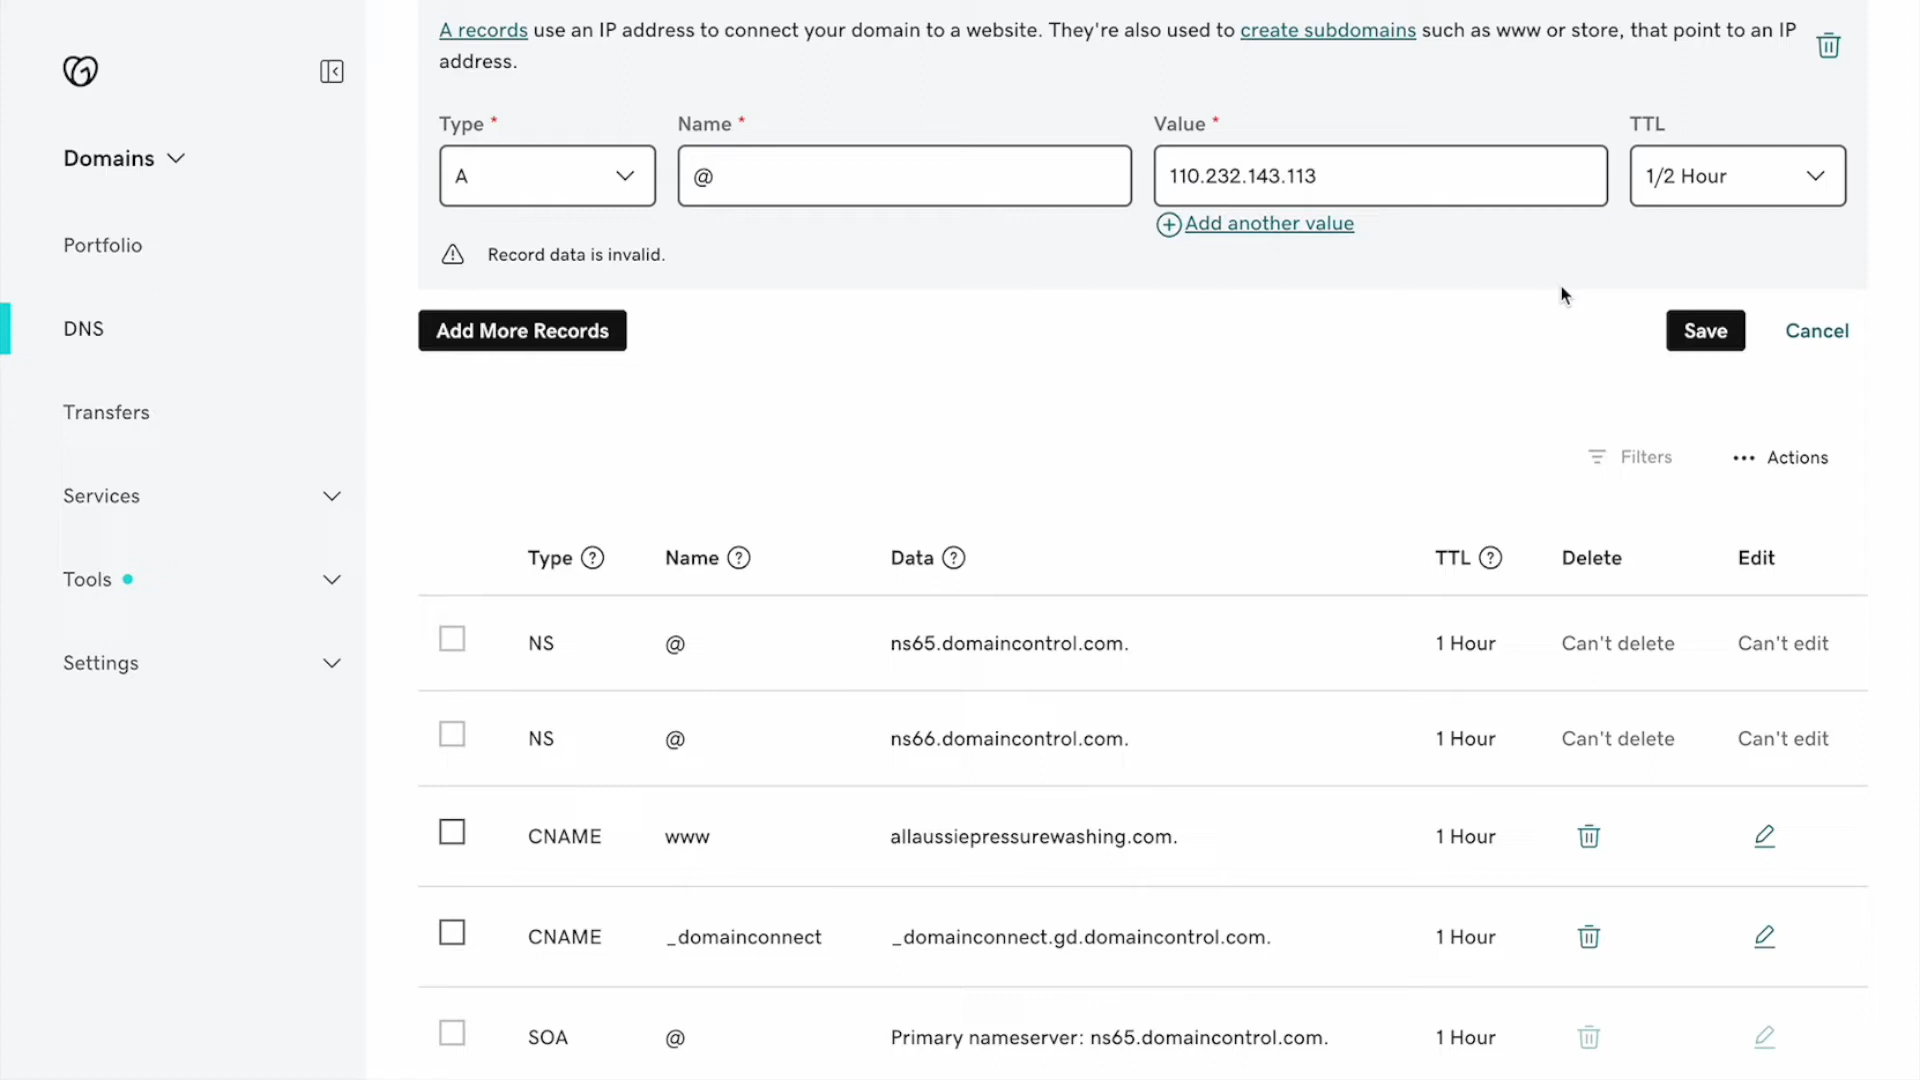 A records use an IP address to connect your domain to a website. They're also used to create subdomains such as www or store, that point to an IP
address.
Type * Name * Value * TTL
A @ 110.232.143.113 1/2 Hour
Add another value
Record data is invalid.
Add More Records Save Cancel
Domains
Portfolio
DNS
Transfers
Services
Tools
Settings
Filters ••• Actions
Type ? Name ? Data ? TTL ? Delete Edit
NS @ ns65.domaincontrol.com. 1 Hour Can't delete Can't edit
NS @ ns66.domaincontrol.com. 1 Hour Can't delete Can't edit
CNAME www allaussiepressurewashing.com. 1 Hour
CNAME _domainconnect _domainconnect.gd.domaincontrol.com. 1 Hour
SOA @ Primary nameserver: ns65.domaincontrol.com. 1 Hour